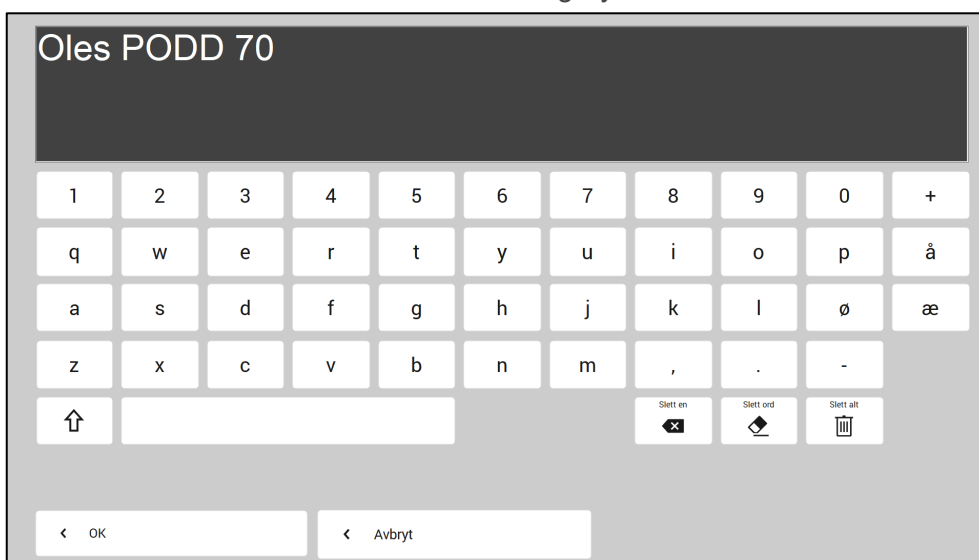 Oles PODD 70
1 2 3 4 5 6 7 8 9 0 +
q w e r t y u i o p å
a s d f g h j k l ø æ
z x c v b n m , . -
Slett en Slett ord Slett alt
OK Avbryt